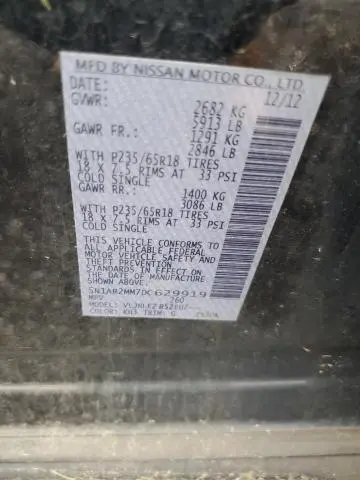 MFD BY NISSAN MOTOR CO., LTD.
DATE: 12/12
GVWR: 2682 KG
5913 LB
GAWR FR.: 1291 KG
2846 LB
WITH P235/65R18 TIRES
18 X 7.5 RIMS AT 33 PSI
COLD SINGLE
GAWR RR.: 1400 KG
3086 LB
WITH P235/65R18 TIRES
18 X 7.5 RIMS AT 33 PSI
COLD SINGLE
THIS VEHICLE CONFORMS TO
ALL APPLICABLE FEDERAL
MOTOR VEHICLE SAFETY AND
THEFT PREVENTION STANDARDS
IN EFFECT ON THE DATE OF
MANUFACTURE SHOWN ABOVE.
5N1AR2MM7DC629919
MPV 260
MODEL:
COLOR: KH3 TRIM: G